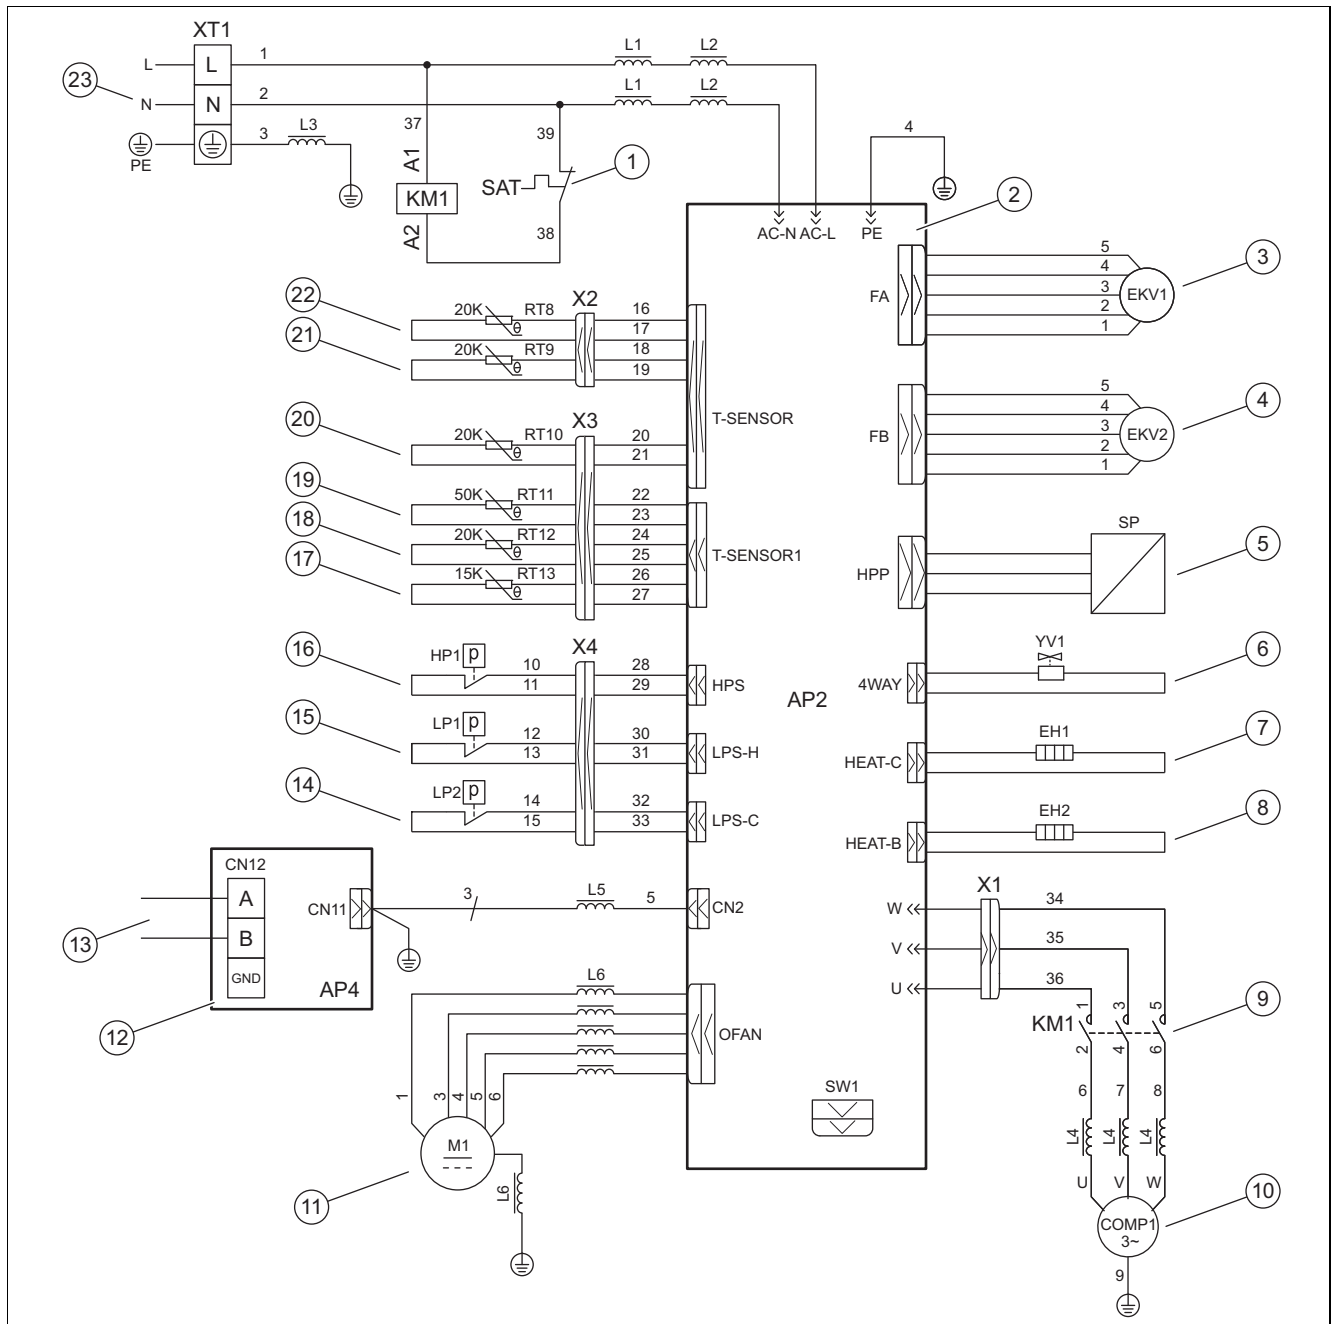 XT1
L L 1 L1 L2
23
N N 2 L1 L2
PE 3 L3
37 39 4
A1 1
SAT
KM1
A2 38
2
AC-N AC-L PE
22 20K θ RT8 X2 16
17
21 20K θ RT9 18
19
T-SENSOR
20 20K θ RT10 X3 20
21
19 50K θ RT11 22
23
18 20K θ RT12 24
25
T-SENSOR1
17 15K θ RT13 26
27
16 HP1 p 10 X4 28
11 29 HPS
15 LP1 p 12 30
13 31 LPS-H
14 LP2 p 14 32
15 33 LPS-C
AP2
FA 5 3
4
3 EKV1
2
1
FB 5 4
4
3 EKV2
2
1
SP
HPP 5
YV1 6
4WAY
EH1 7
HEAT-C
EH2 8
HEAT-B
CN12
A
B
GND
CN11
AP4
13
12
3 L5 5 CN2
L6
OFAN
1 3 4 5 6
M1
11
L6
SW1
X1
W 34
V 35
U 36
1 3 5
KM1 9
2 4 6
6 7 8
L4 L4 L4
U V W
COMP1
3~
10
9